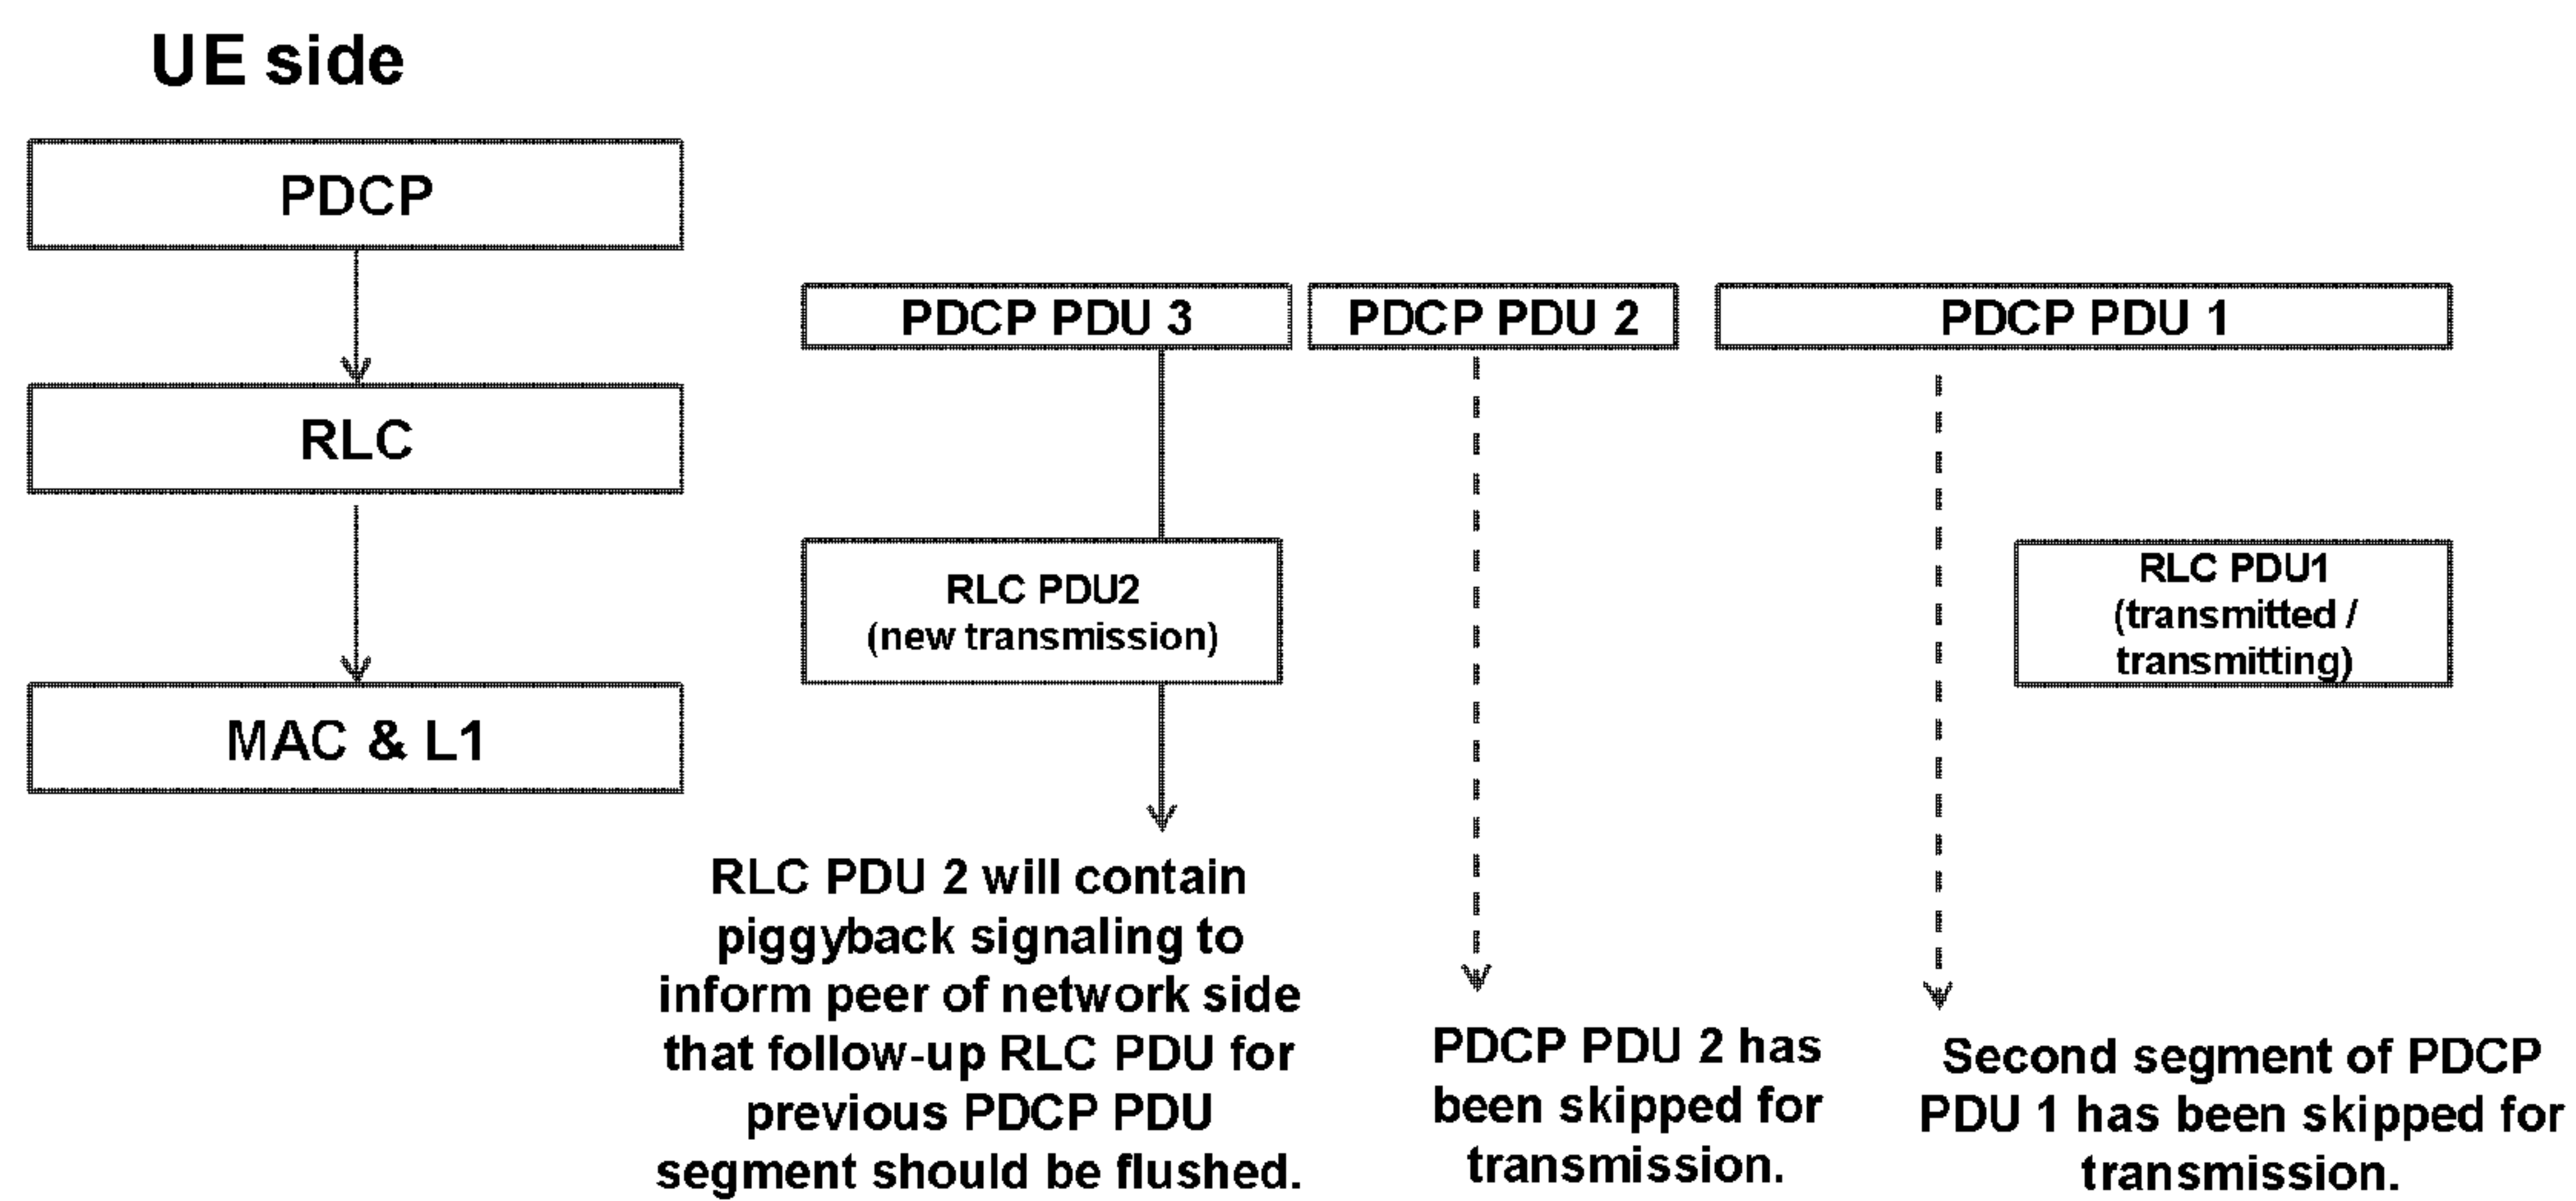 UE side
PDCP
RLC
MAC & L1
PDCP PDU 3
PDCP PDU 2
PDCP PDU 1
RLC PDU2
(new transmission)
RLC PDU1
(transmitted /
transmitting)
RLC PDU 2 will contain
piggyback signaling to
inform peer of network side
that follow-up RLC PDU for
previous PDCP PDU
segment should be flushed.
PDCP PDU 2 has
been skipped for
transmission.
Second segment of PDCP
PDU 1 has been skipped for
transmission.